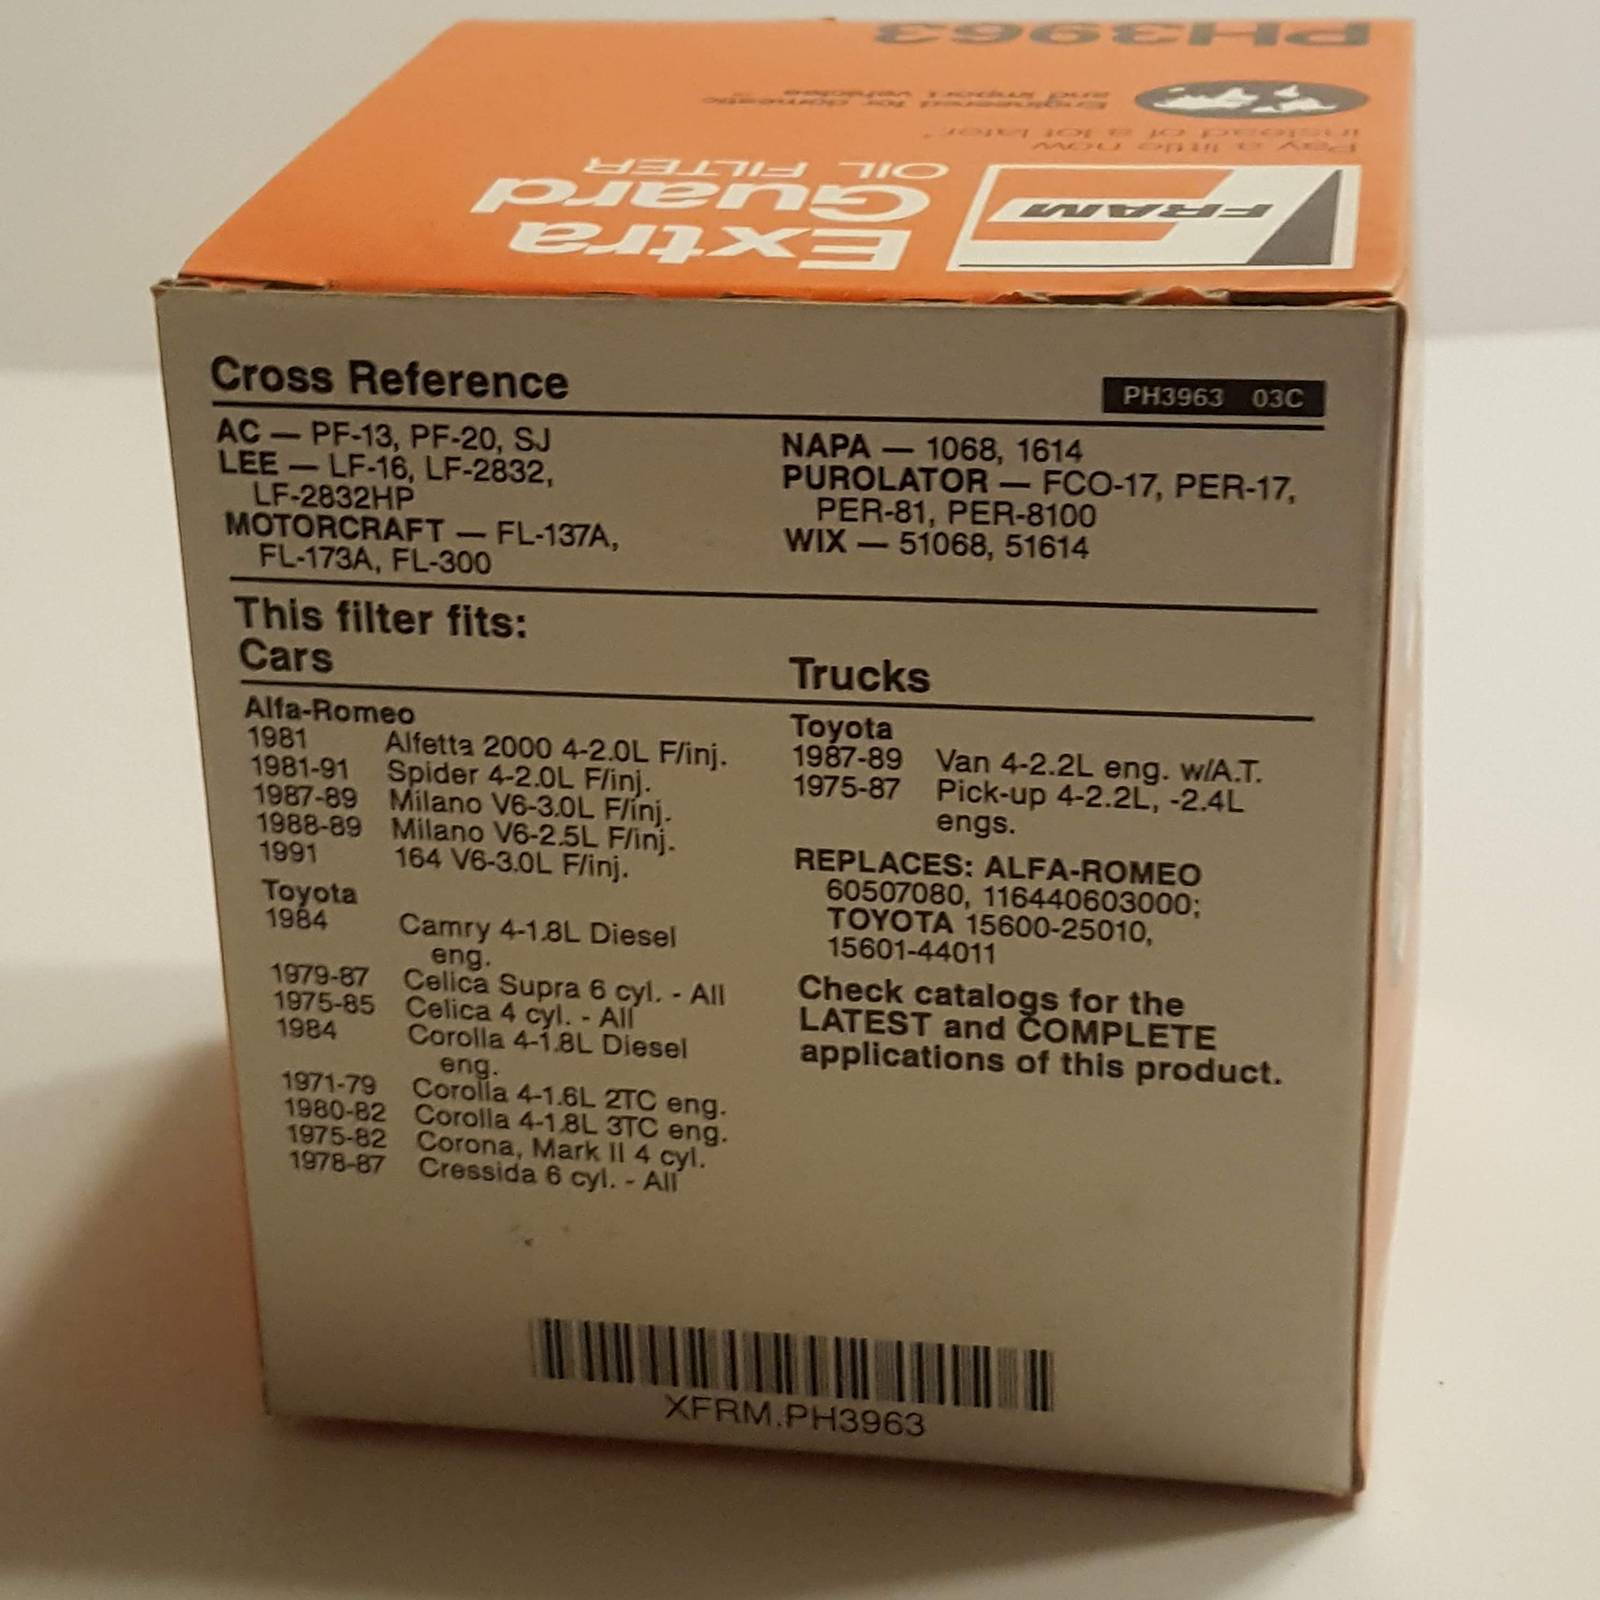 PH3963
Engineered for domestic
and import vehicles™
Pay a little now
instead of a lot later.®
FRAM
Extra
Guard
OIL FILTER
Cross Reference
PH3963 03C
AC — PF-13, PF-20, SJ
LEE — LF-16, LF-2832,
LF-2832HP
MOTORCRAFT — FL-137A,
FL-173A, FL-300
NAPA — 1068, 1614
PUROLATOR — FCO-17, PER-17,
PER-81, PER-8100
WIX — 51068, 51614
This filter fits:
Cars
Alfa-Romeo
1981 Alfetta 2000 4-2.0L F/inj.
1981-91 Spider 4-2.0L F/inj.
1987-89 Milano V6-3.0L F/inj.
1988-89 Milano V6-2.5L F/inj.
1991 164 V6-3.0L F/inj.
Toyota
1984 Camry 4-1.8L Diesel
eng.
1979-87 Celica Supra 6 cyl. - All
1975-85 Celica 4 cyl. - All
1984 Corolla 4-1.8L Diesel
eng.
1971-79 Corolla 4-1.6L 2TC eng.
1980-82 Corolla 4-1.8L 3TC eng.
1975-82 Corona, Mark II 4 cyl.
1978-87 Cressida 6 cyl. - All
Trucks
Toyota
1987-89 Van 4-2.2L eng. w/A.T.
1975-87 Pick-up 4-2.2L, -2.4L
engs.
REPLACES: ALFA-ROMEO
60507080, 116440603000;
TOYOTA 15600-25010,
15601-44011
Check catalogs for the
LATEST and COMPLETE
applications of this product.
XFRM.PH3963